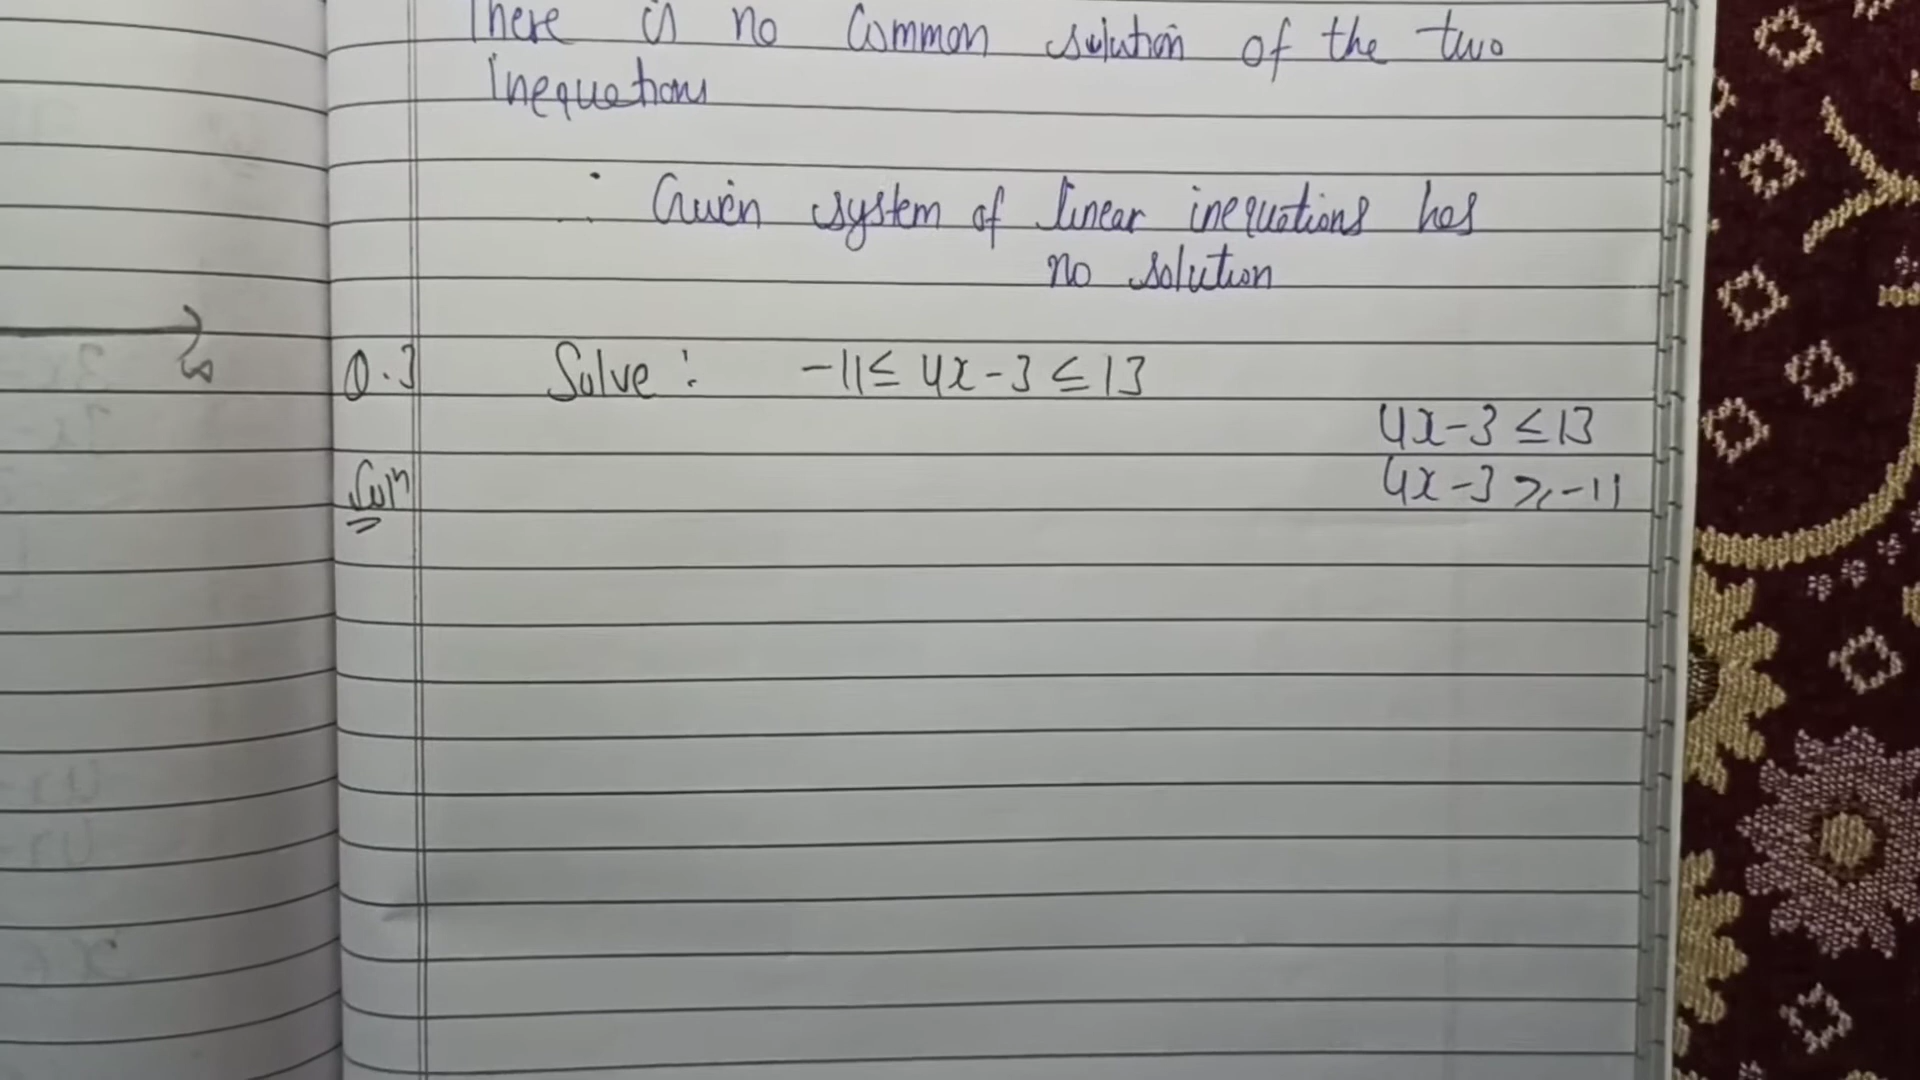 There is no common solution of the two
inequations
∴ Given system of linear inequations has
no solution
Q.3 Solve: -11 ≤ 4x-3 ≤ 13
4x-3 ≤ 13
Soln 4x-3 ≥ -11